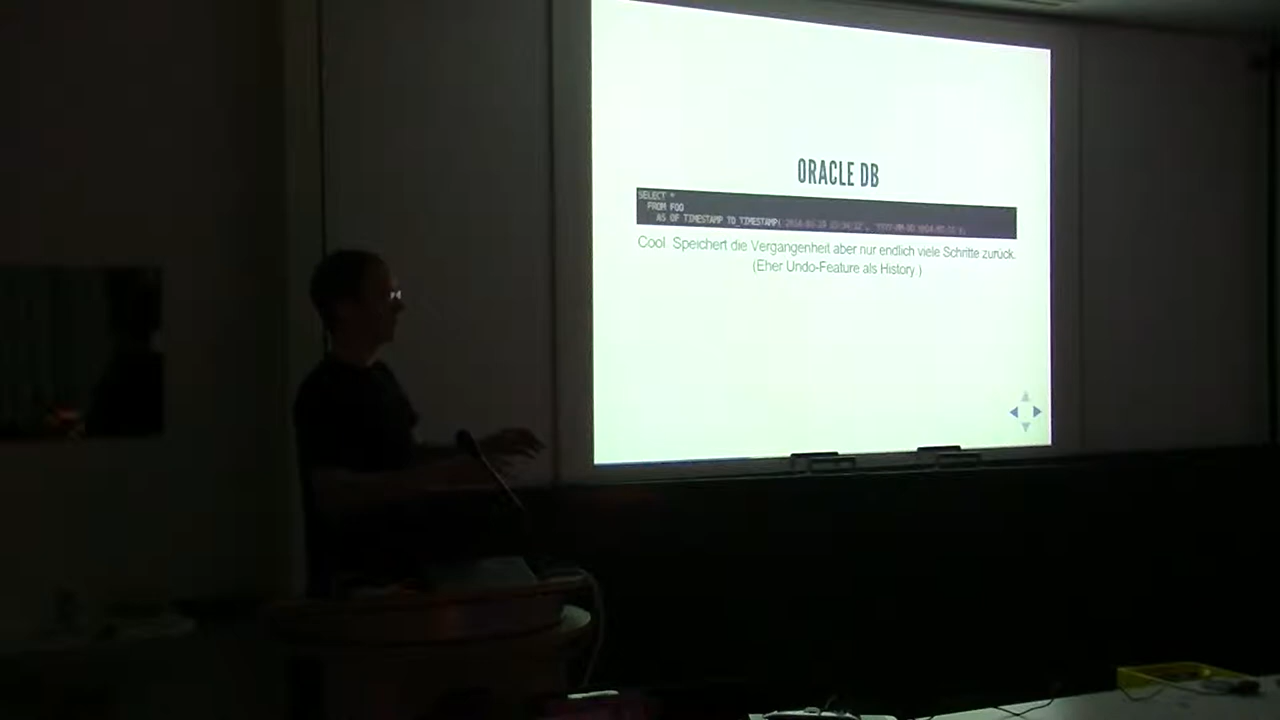 ORACLE DB
SELECT *
FROM FOO
AS OF TIMESTAMP TO_TIMESTAMP(
Cool. Speichert die Vergangenheit aber nur endlich viele Schritte zurück.
(Eher Undo-Feature als History.)